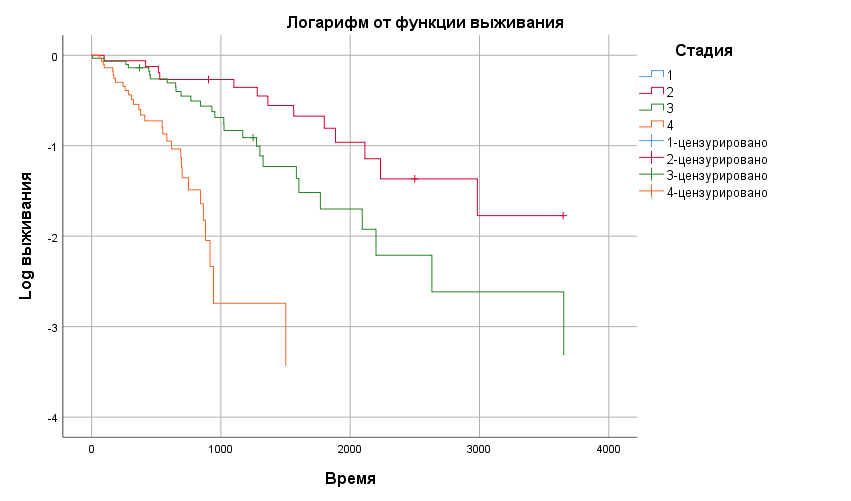 Логарифм от функции выживания
Log выживания
0
-1
-2
-3
-4
0
1000
2000
3000
4000
Время
Стадия
1
2
3
4
1-цензурировано
2-цензурировано
3-цензурировано
4-цензурировано